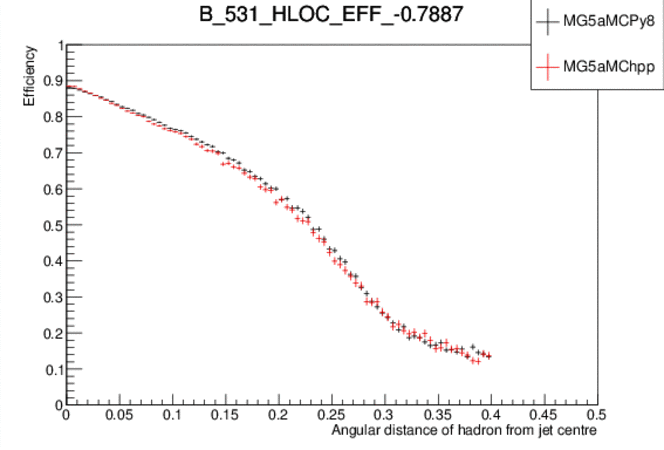 B_531_HLOC_EFF_-0.7887
MG5aMCPy8
MG5aMChpp
Efficiency
1
0.9
0.8
0.7
0.6
0.5
0.4
0.3
0.2
0.1
0
0 0.05 0.1 0.15 0.2 0.25 0.3 0.35 0.4 0.45 0.5
Angular distance of hadron from jet centre